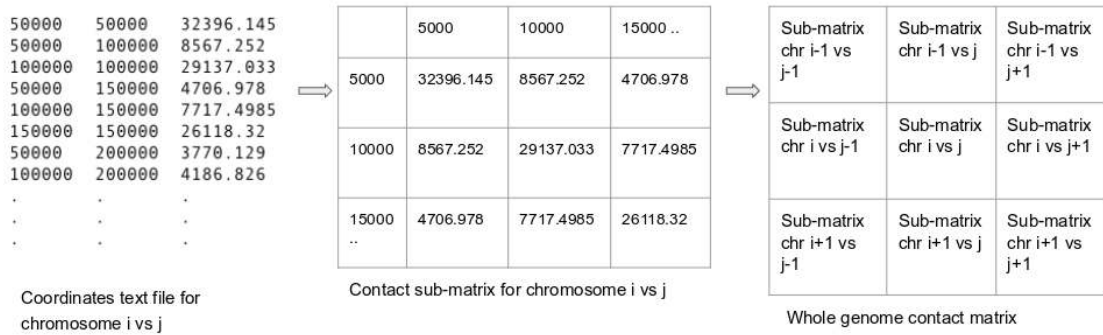 50000 50000 32396.145
50000 100000 8567.252
100000 100000 29137.033
50000 150000 4706.978
100000 150000 7717.4985
150000 150000 26118.32
50000 200000 3770.129
100000 200000 4186.826
. . .
. . .
. . .
Coordinates text file for
chromosome i vs j
5000 10000 15000 ..
5000 32396.145 8567.252 4706.978
10000 8567.252 29137.033 7717.4985
15000 4706.978 7717.4985 26118.32
..
Contact sub-matrix for chromosome i vs j
Sub-matrix Sub-matrix Sub-matrix
chr i-1 vs chr i-1 vs j chr i-1 vs
j-1 j+1
Sub-matrix Sub-matrix Sub-matrix
chr i vs j-1 chr i vs j chr i vs j+1
Sub-matrix Sub-matrix Sub-matrix
chr i+1 vs chr i+1 vs j chr i+1 vs
j-1 j+1
Whole genome contact matrix